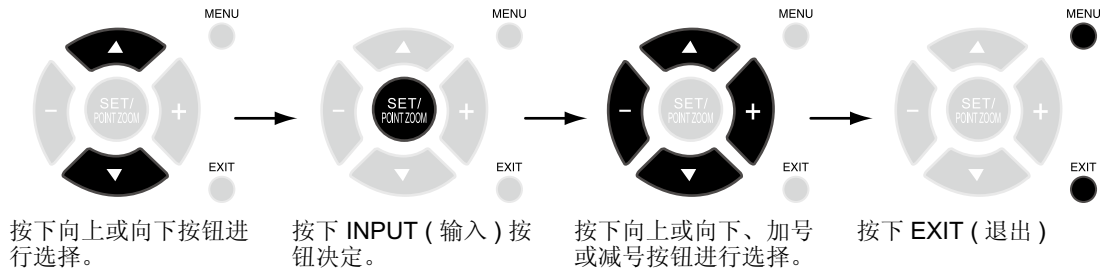 MENU
SET/
POINT ZOOM
- +
EXIT
按下向上或向下按钮进
行选择。
MENU
SET/
POINT ZOOM
- +
EXIT
按下 INPUT ( 输入 ) 按
钮决定。
MENU
SET/
POINT ZOOM
- +
EXIT
按下向上或向下、加号
或减号按钮进行选择。
MENU
SET/
POINT ZOOM
- +
EXIT
按下 EXIT ( 退出 )